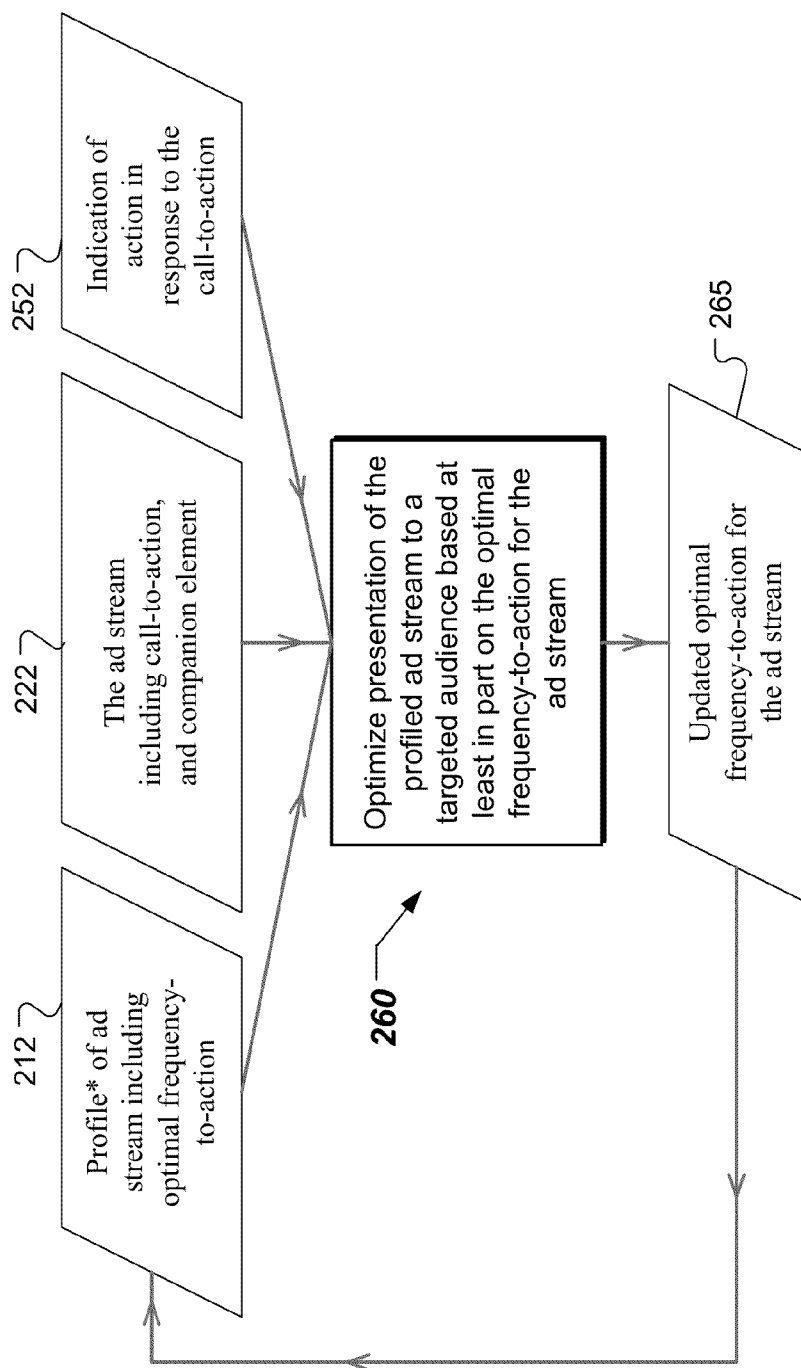 212
Profile* of ad
stream including
optimal frequency-
to-action
222
The ad stream
including call-to-action,
and companion element
252
Indication of
action in
response to the
call-to-action
260
Optimize presentation of the
profiled ad stream to a
targeted audience based at
least in part on the optimal
frequency-to-action for the
ad stream
265
Updated optimal
frequency-to-action for
the ad stream